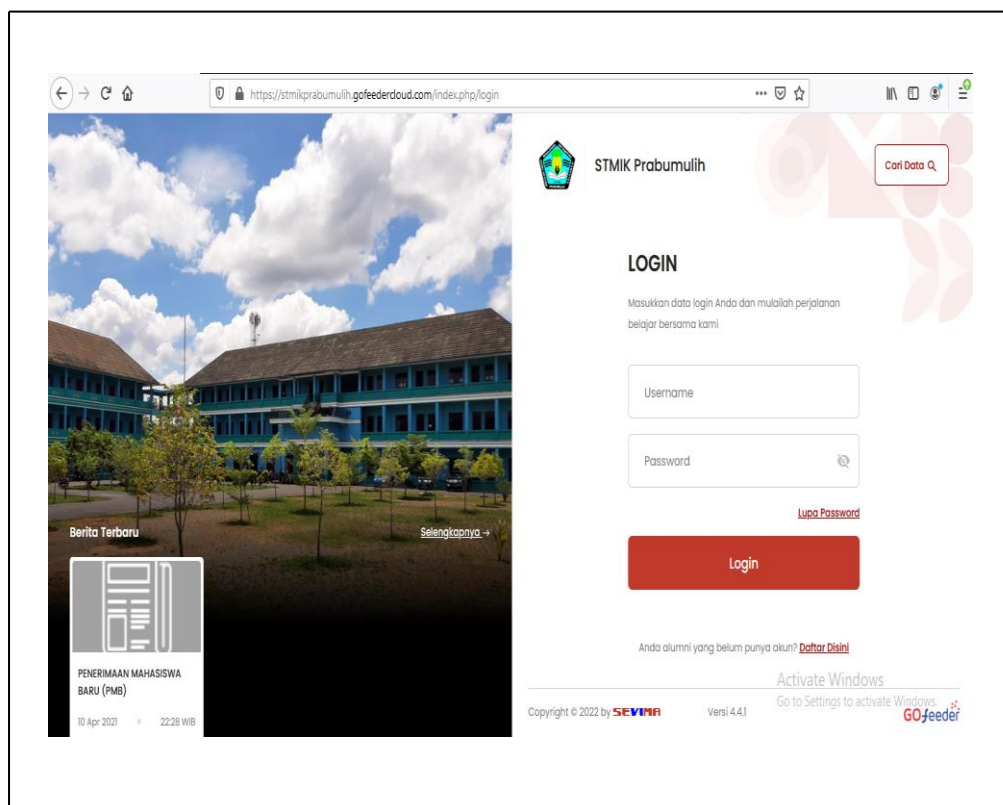 https://stmikprabumulih.gofeedercloud.com/index.php/login
STMIK Prabumulih
Cari Data
LOGIN
Masukkan data login Anda dan mulailah perjalanan
belajar bersama kami
Username
Password
Lupa Password
Login
Anda alumni yang belum punya akun? Daftar Disini
Activate Windows
Go to Settings to activate Windows.
Copyright © 2022 by SEVIMA
Versi 4.4.1
GOfeeder
Berita Terbaru
Selengkapnya →
PENERIMAAN MAHASISWA
BARU (PMB)
10 Apr 2021 22:28 WIB